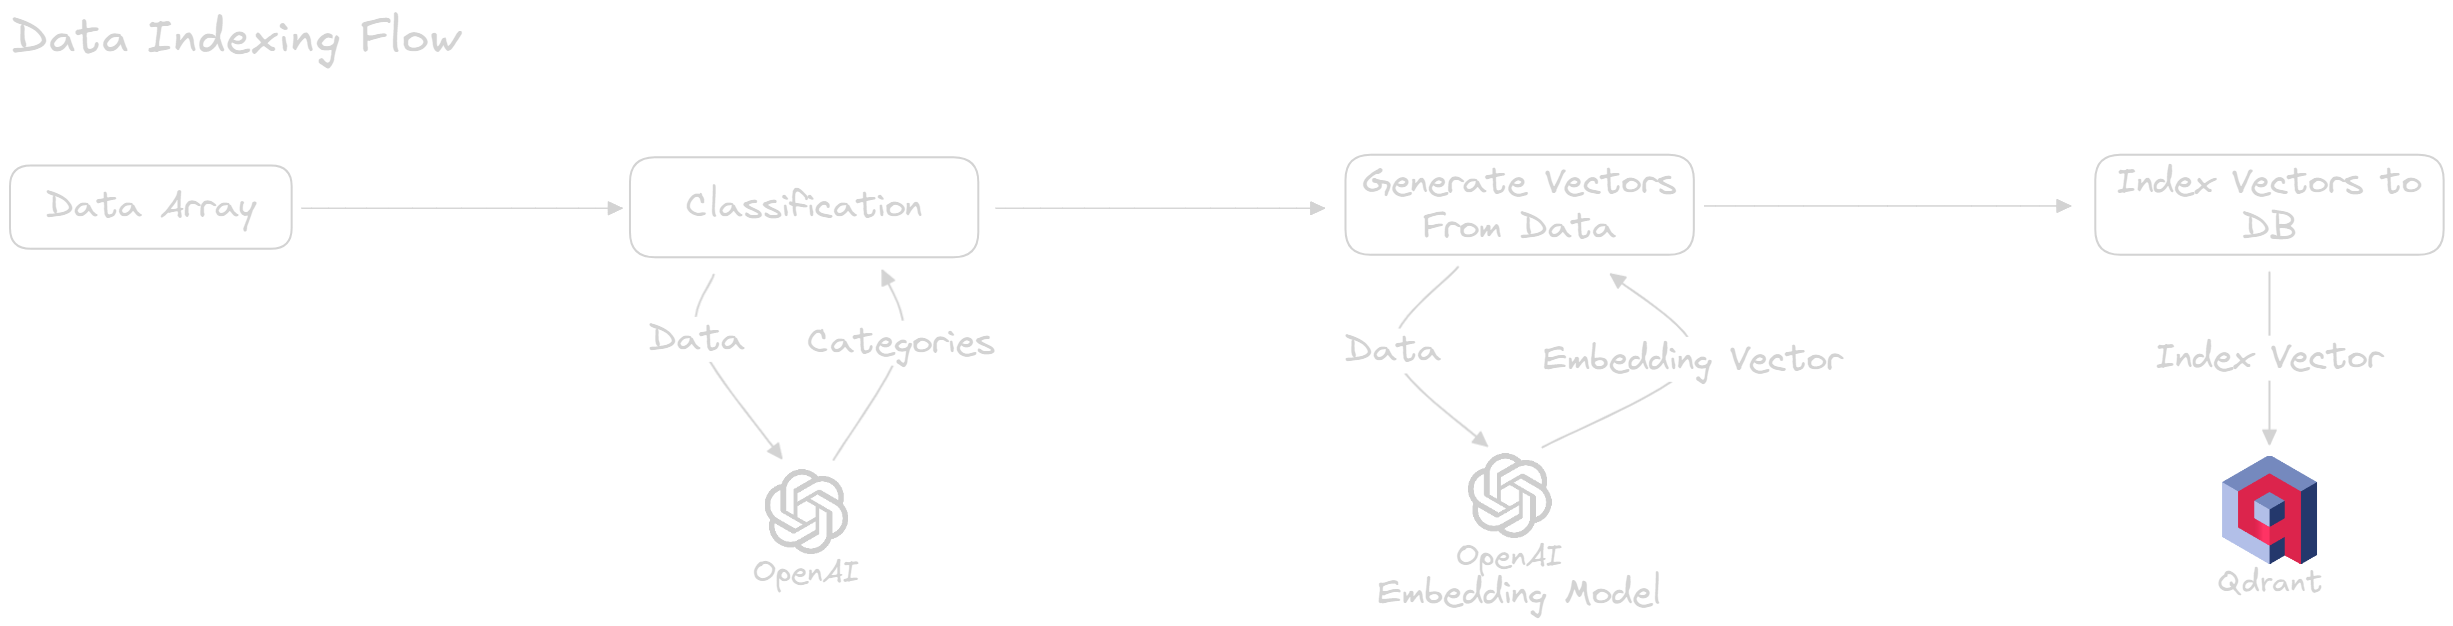 Data Indexing Flow
Data Array
Classification
Generate Vectors
From Data
Index Vectors to
DB
Data
Categories
Data
Embedding Vector
Index Vector
OpenAI
OpenAI
Embedding Model
Qdrant